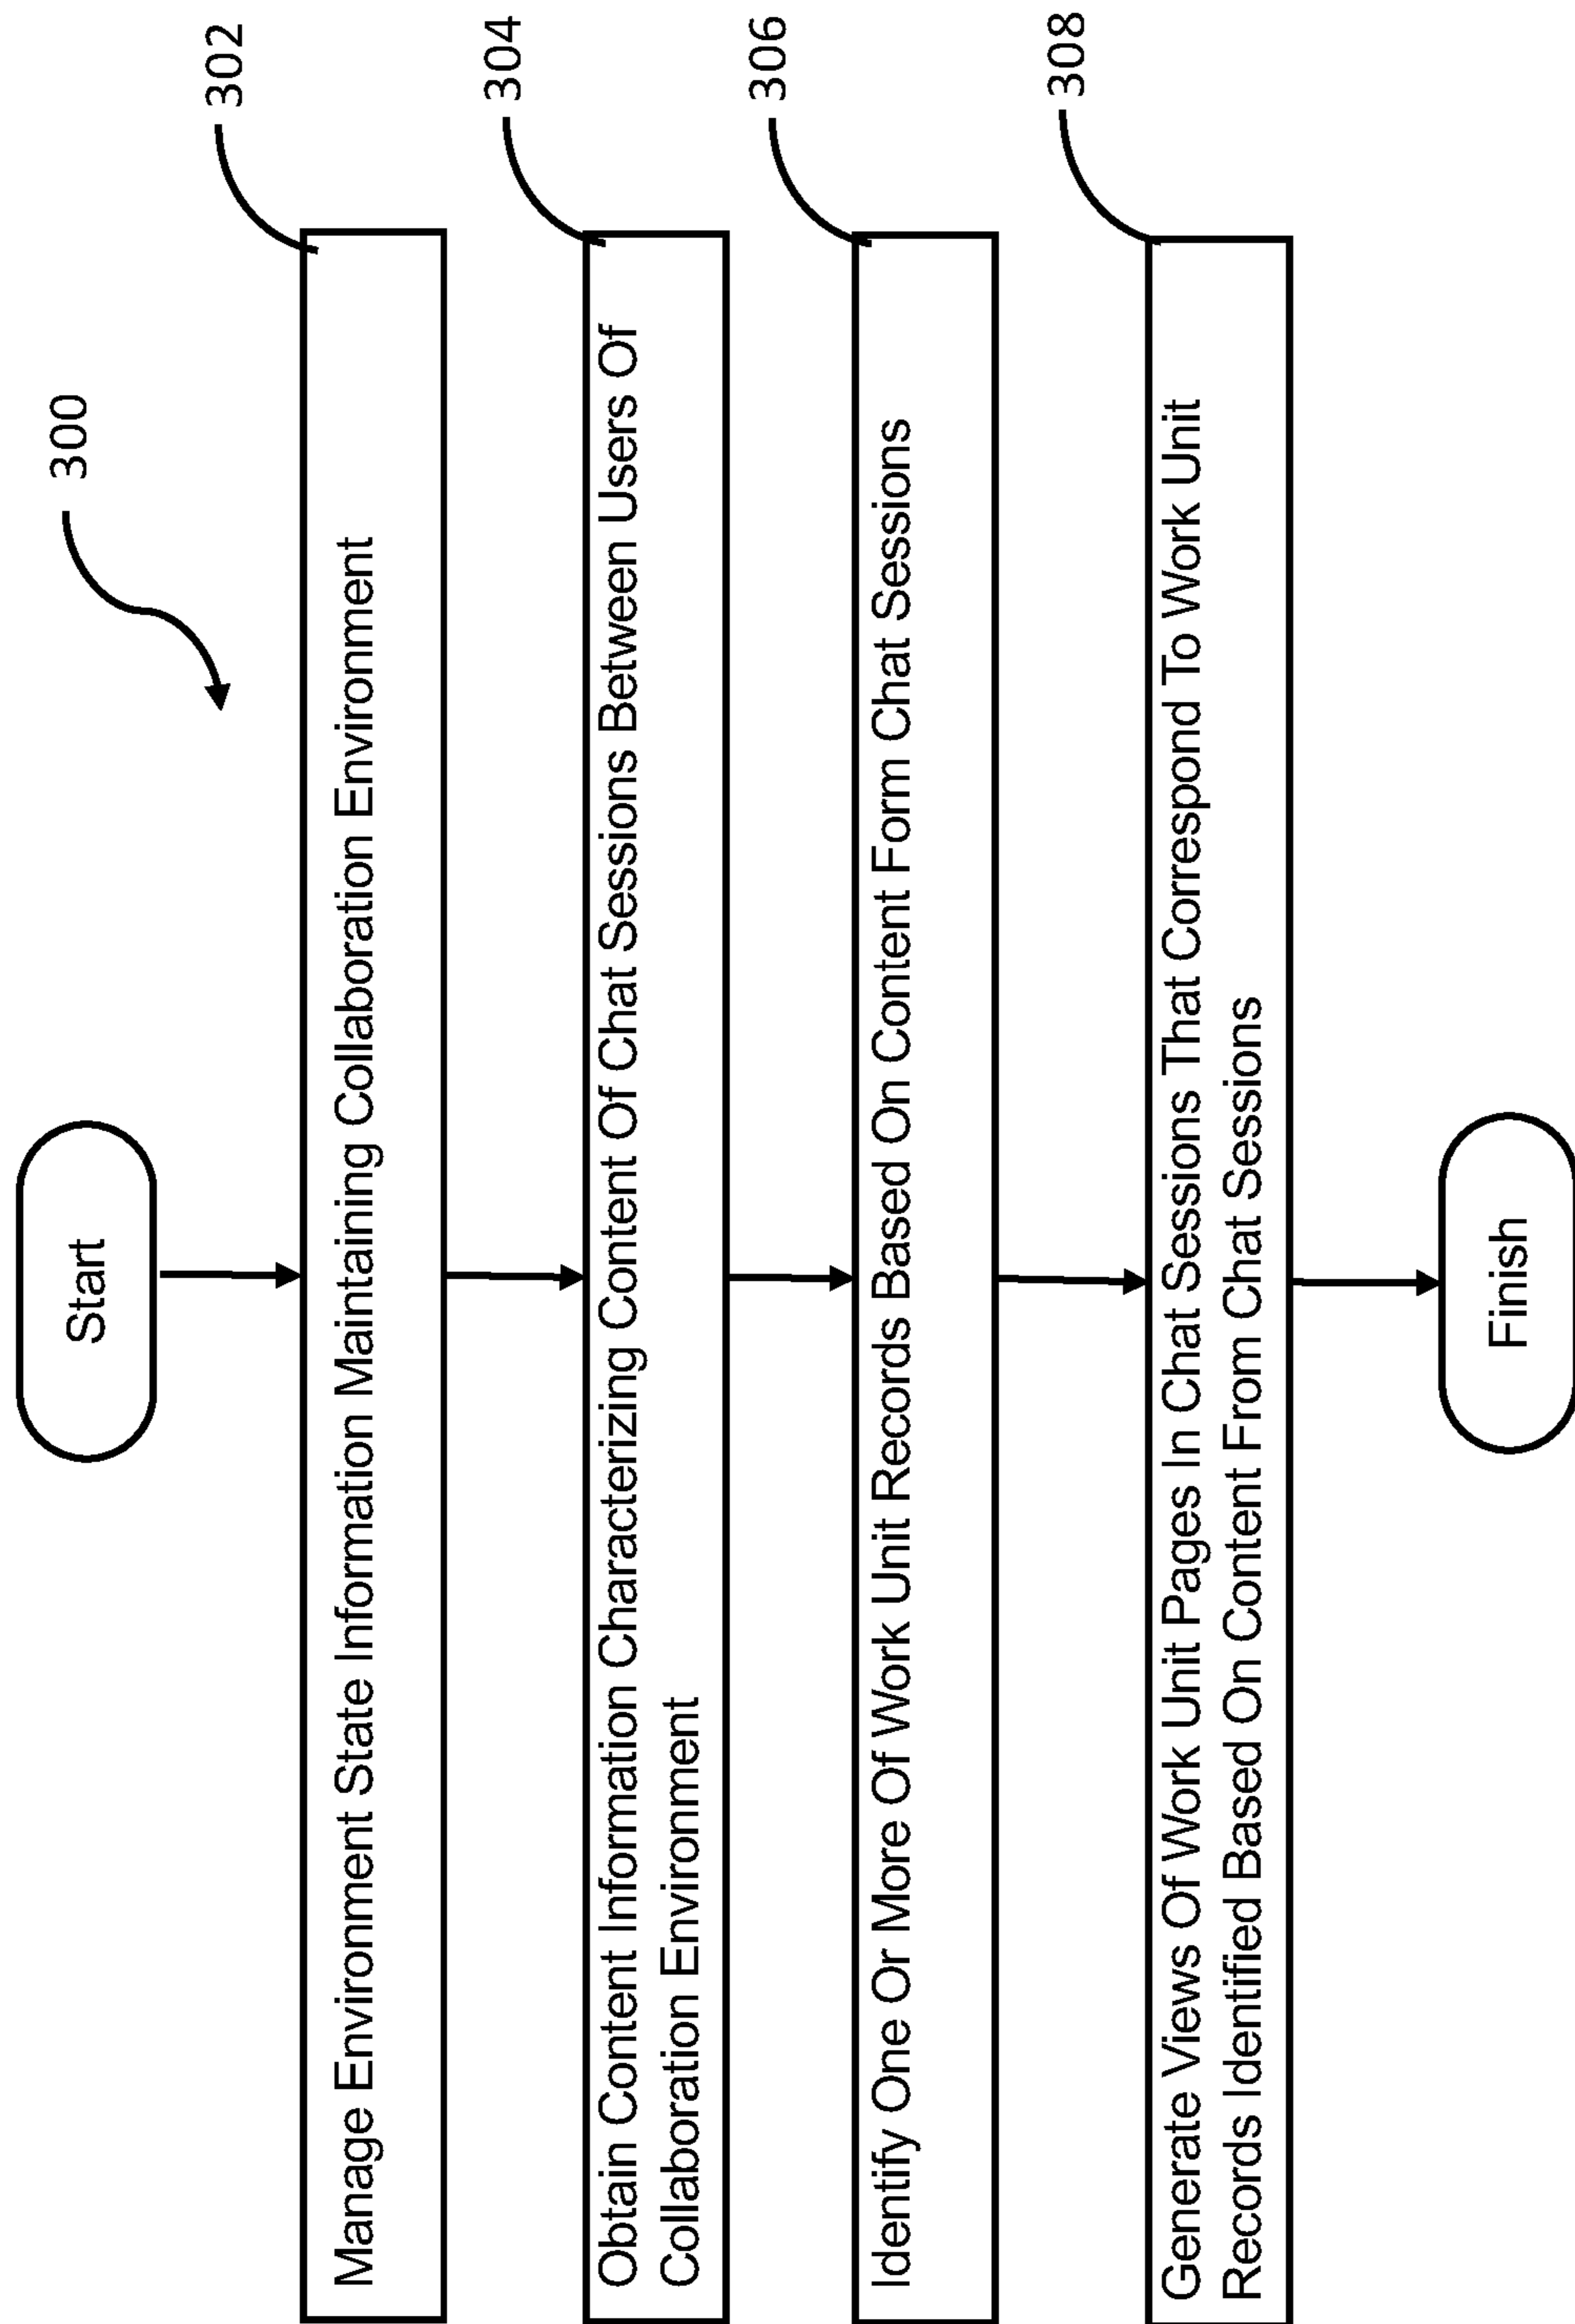 300
Start
302
Manage Environment State Information Maintaining Collaboration Environment
304
Obtain Content Information Characterizing Content Of Chat Sessions Between Users Of
Collaboration Environment
306
Identify One Or More Of Work Unit Records Based On Content Form Chat Sessions
308
Generate Views Of Work Unit Pages In Chat Sessions That Correspond To Work Unit
Records Identified Based On Content From Chat Sessions
Finish